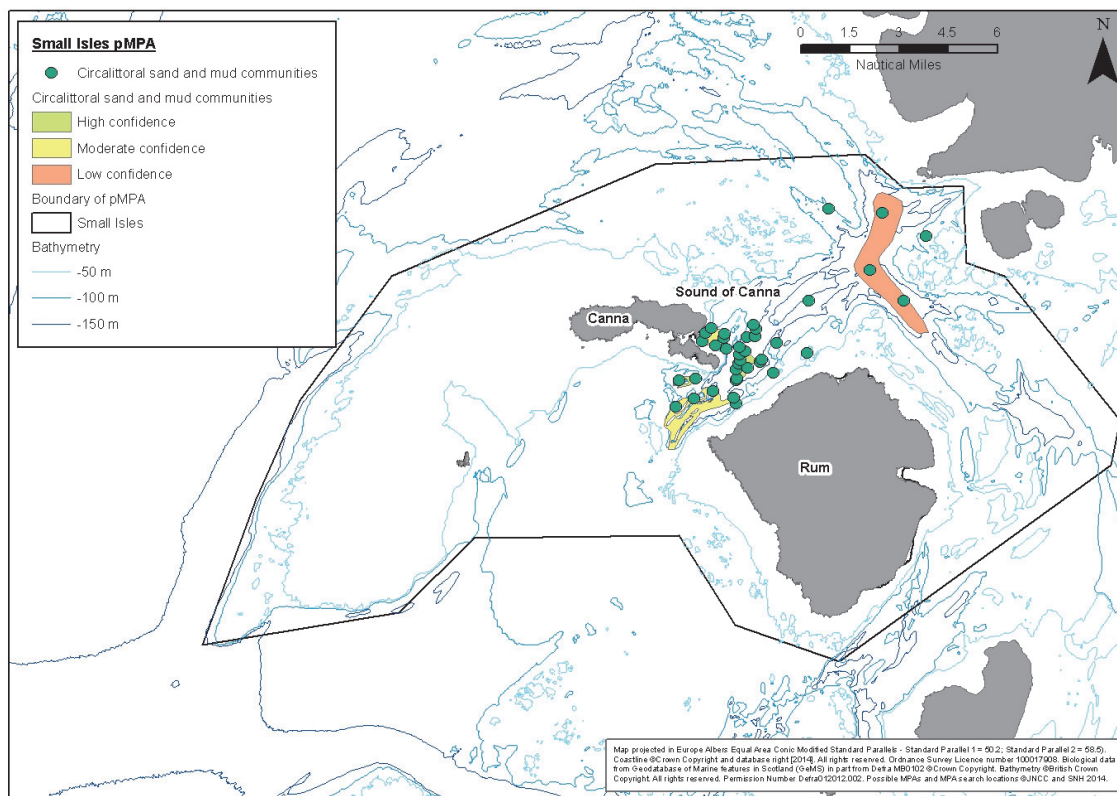 Small Isles pMPA
Circalittoral sand and mud communities
Circalittoral sand and mud communities
High confidence
Moderate confidence
Low confidence
Boundary of pMPA
Small Isles
Bathymetry
-50 m
-100 m
-150 m
0 1.5 3 4.5 6
Nautical Miles
N
Sound of Canna
Canna
Rum
Map projected in Europe Albers Equal Area Conic Modified Standard Parallels - Standard Parallel 1 = 50.2; Standard Parallel 2 = 58.5).
Coastline © Crown Copyright and database right [2014]. All rights reserved. Ordnance Survey Licence number 100017908. Biological data
from Geodatabase of Marine features in Scotland (GeMS) in part from Defra MB0102 © Crown Copyright. Bathymetry ©British Crown
Copyright. All rights reserved. Permission Number Defra012012.002. Possible MPAs and MPA search locations ©JNCC and SNH 2014.